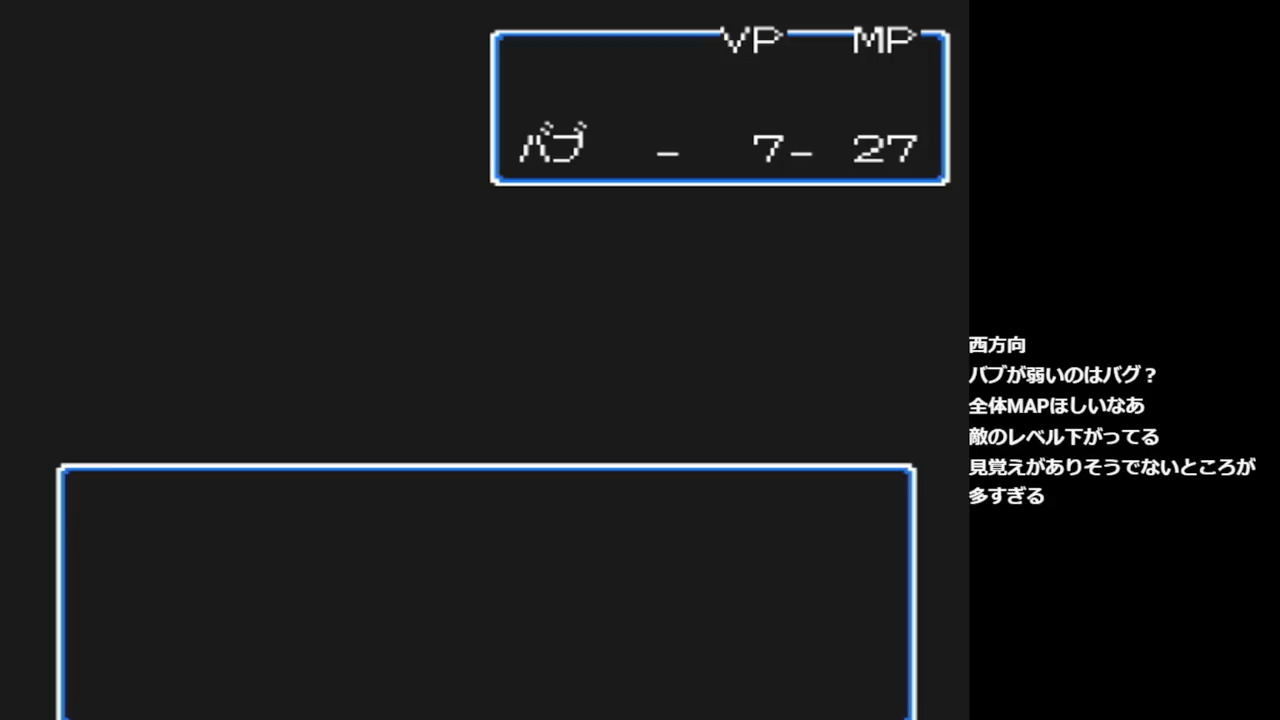 VP MP
バブ - 7- 27
西方向
バブが弱いのはバグ？
全体MAPほしいなあ
敵のレベル下がってる
見覚えがありそうでないところが
多すぎる